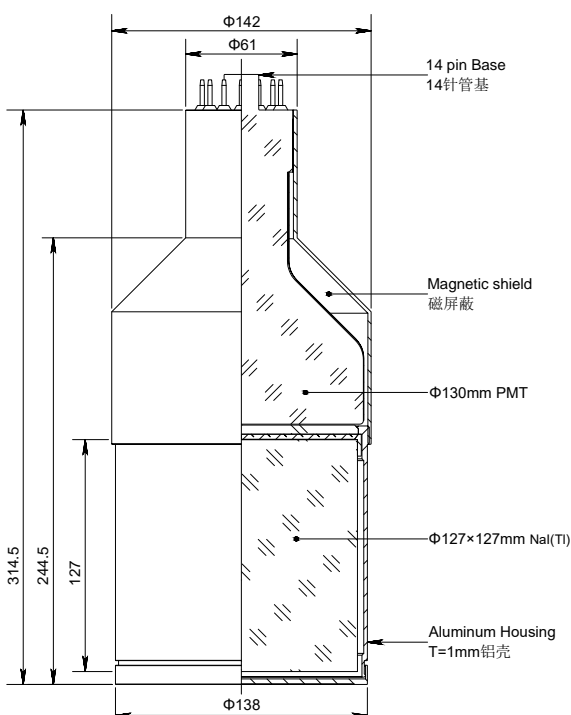 Φ142
Φ61
14 pin Base
14针管基
Magnetic shield
磁屏蔽
Φ130mm PMT
314.5
244.5
127
Φ127×127mm NaI(Tl)
Aluminum Housing
T=1mm铝壳
Φ138